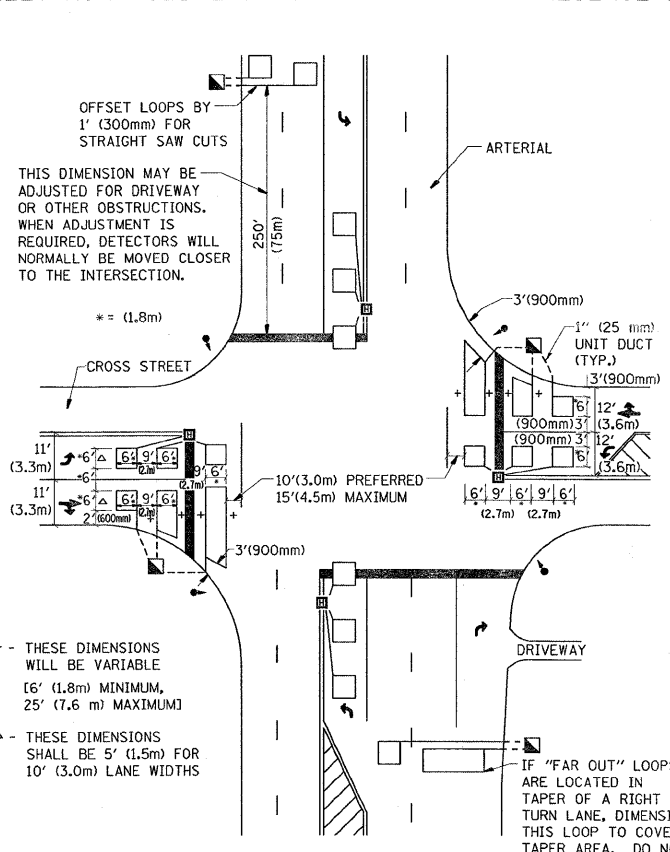 OFFSET LOOPS BY
1' (300mm) FOR
STRAIGHT SAW CUTS
THIS DIMENSION MAY BE
ADJUSTED FOR DRIVEWAY
OR OTHER OBSTRUCTIONS.
WHEN ADJUSTMENT IS
REQUIRED, DETECTORS WILL
NORMALLY BE MOVED CLOSER
TO THE INTERSECTION.
250'
(75m)
ARTERIAL
* = (1.8m)
3'(900mm)
1" (25 mm)
UNIT DUCT
(TYP.)
CROSS STREET
3'(900mm)
*6'
12'
(3.6m)
(900mm) 3'
(900mm) 3'
*6'
12'
(3.6m)
H
H
H
H
11'
(3.3m)
*6'
6' 9' 6'
(2.7m)
*6'
9' 6'
(2.7m)
11'
(3.3m)
*6'
6' 9' 6'
(2.7m)
2' (600mm)
10'(3.0m) PREFERRED
15'(4.5m) MAXIMUM
6' 9' 6' 9' 6'
(2.7m) (2.7m)
3'(900mm)
- THESE DIMENSIONS
WILL BE VARIABLE
[6' (1.8m) MINIMUM,
25' (7.6 m) MAXIMUM]
- THESE DIMENSIONS
SHALL BE 5' (1.5m) FOR
10' (3.0m) LANE WIDTHS
DRIVEWAY
IF "FAR OUT" LOOPS
ARE LOCATED IN
TAPER OF A RIGHT
TURN LANE, DIMENSI
THIS LOOP TO COVE
TAPER AREA. DO N